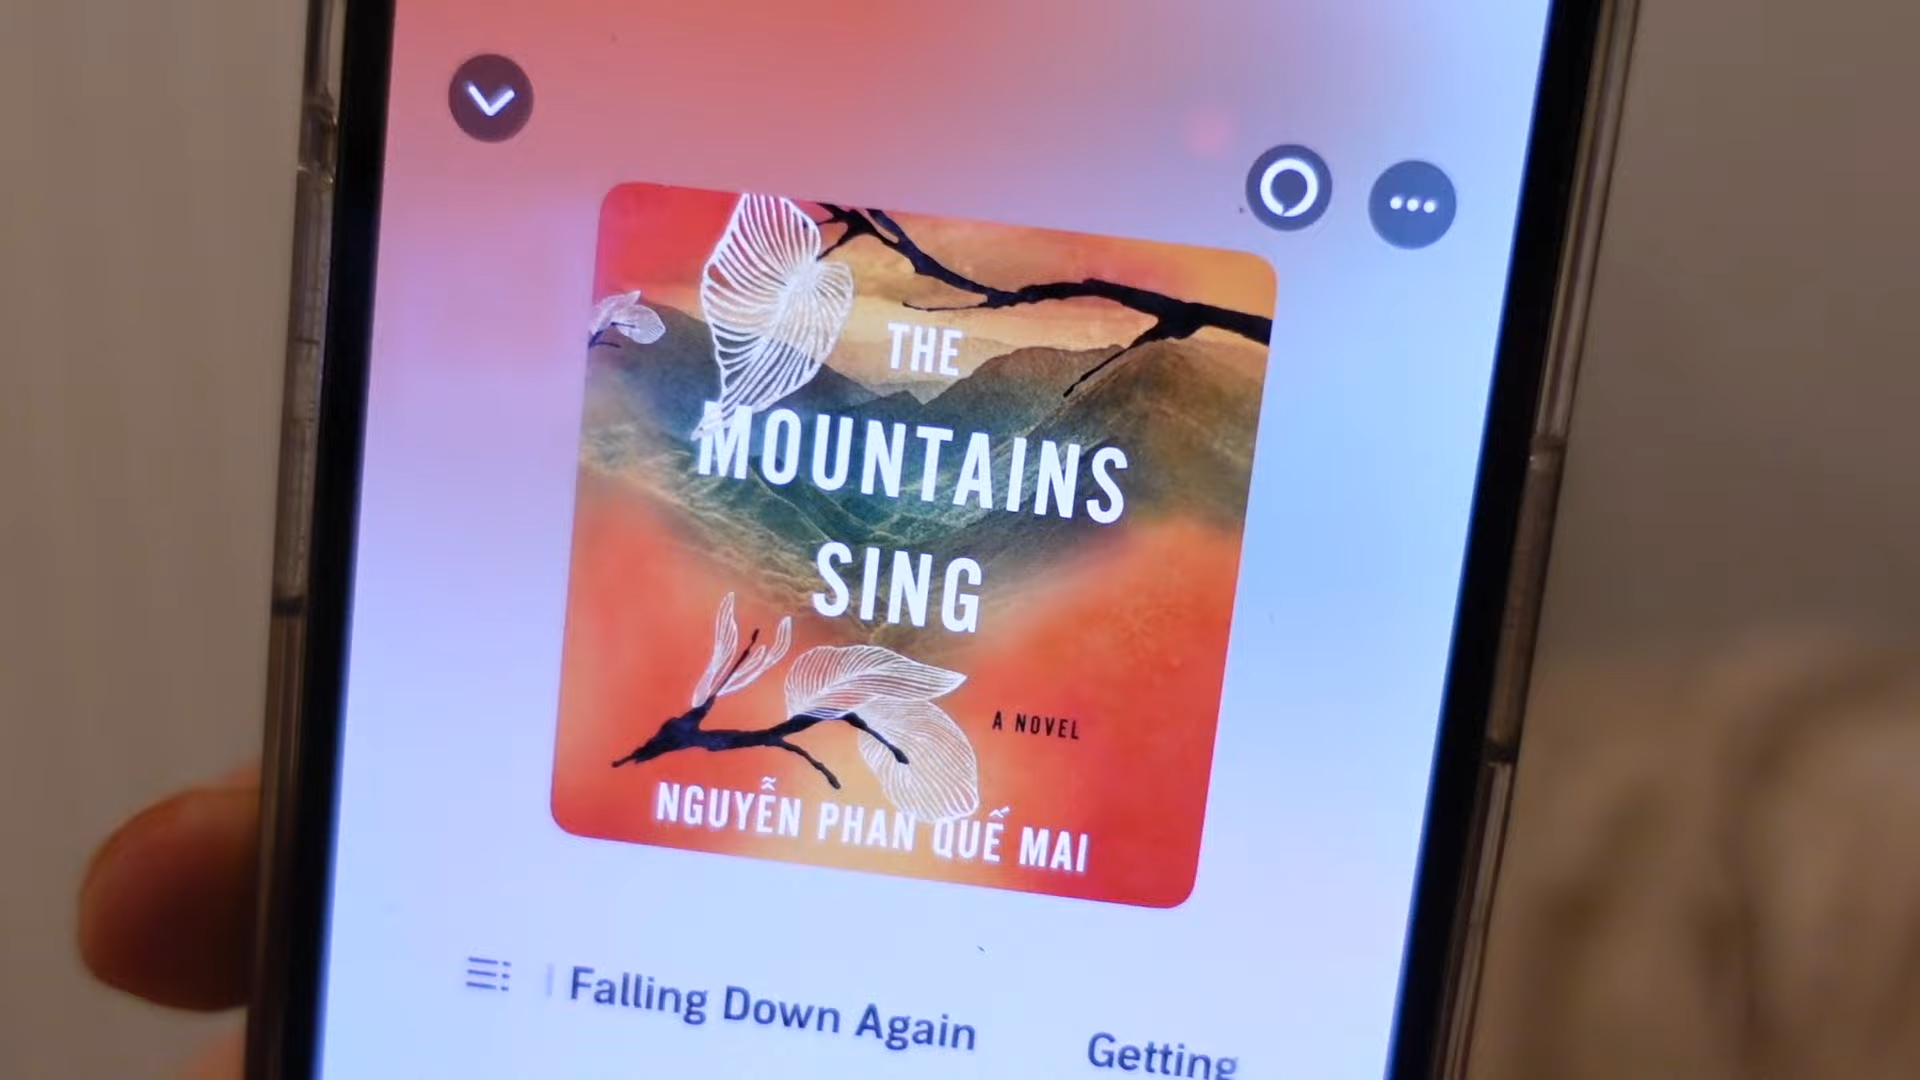 THE
MOUNTAINS
SING
A NOVEL
NGUYỄN PHAN QUẾ MAI
Falling Down Again Getting